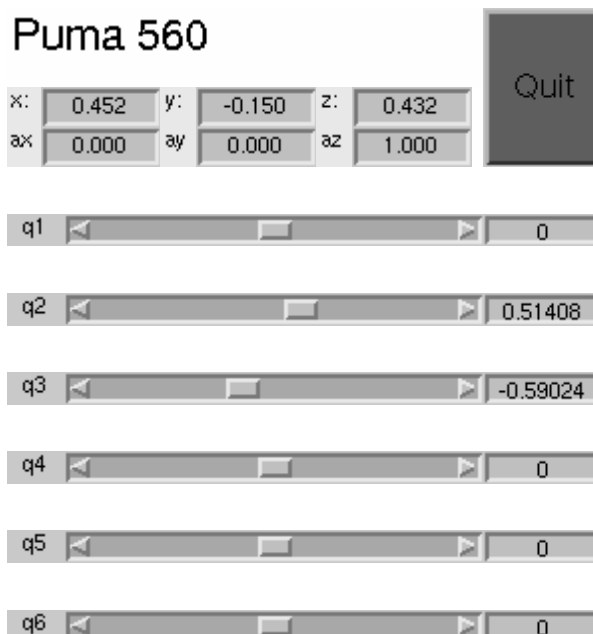 Puma 560
Quit
x: 0.452 y: -0.150 z: 0.432
ax 0.000 ay 0.000 az 1.000
q1 0
q2 0.51408
q3 -0.59024
q4 0
q5 0
q6 0